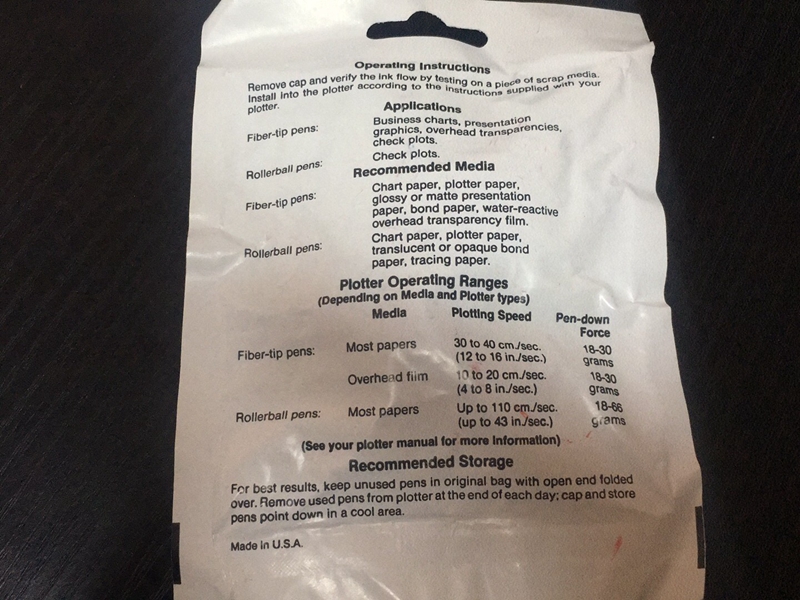 Operating Instructions
Remove cap and verify the ink flow by testing on a piece of scrap media.
Install into the plotter according to the instructions supplied with your
plotter.
Applications
Fiber-tip pens: Business charts, presentation
graphics, overhead transparencies,
check plots.
Rollerball pens: Check plots.
Recommended Media
Fiber-tip pens: Chart paper, plotter paper,
glossy or matte presentation
paper, bond paper, water-reactive
overhead transparency film.
Rollerball pens: Chart paper, plotter paper,
translucent or opaque bond
paper, tracing paper.
Plotter Operating Ranges
(Depending on Media and Plotter types)
Media Plotting Speed Pen-down
Force
Fiber-tip pens: Most papers 30 to 40 cm./sec. 18-30
(12 to 16 in./sec.) grams
Overhead film 10 to 20 cm./sec. 18-30
(4 to 8 in./sec.) grams
Rollerball pens: Most papers Up to 110 cm./sec. 18-66
(up to 43 in./sec.) grams
(See your plotter manual for more Information)
Recommended Storage
For best results, keep unused pens in original bag with open end folded
over. Remove used pens from plotter at the end of each day; cap and store
pens point down in a cool area.
Made in U.S.A.